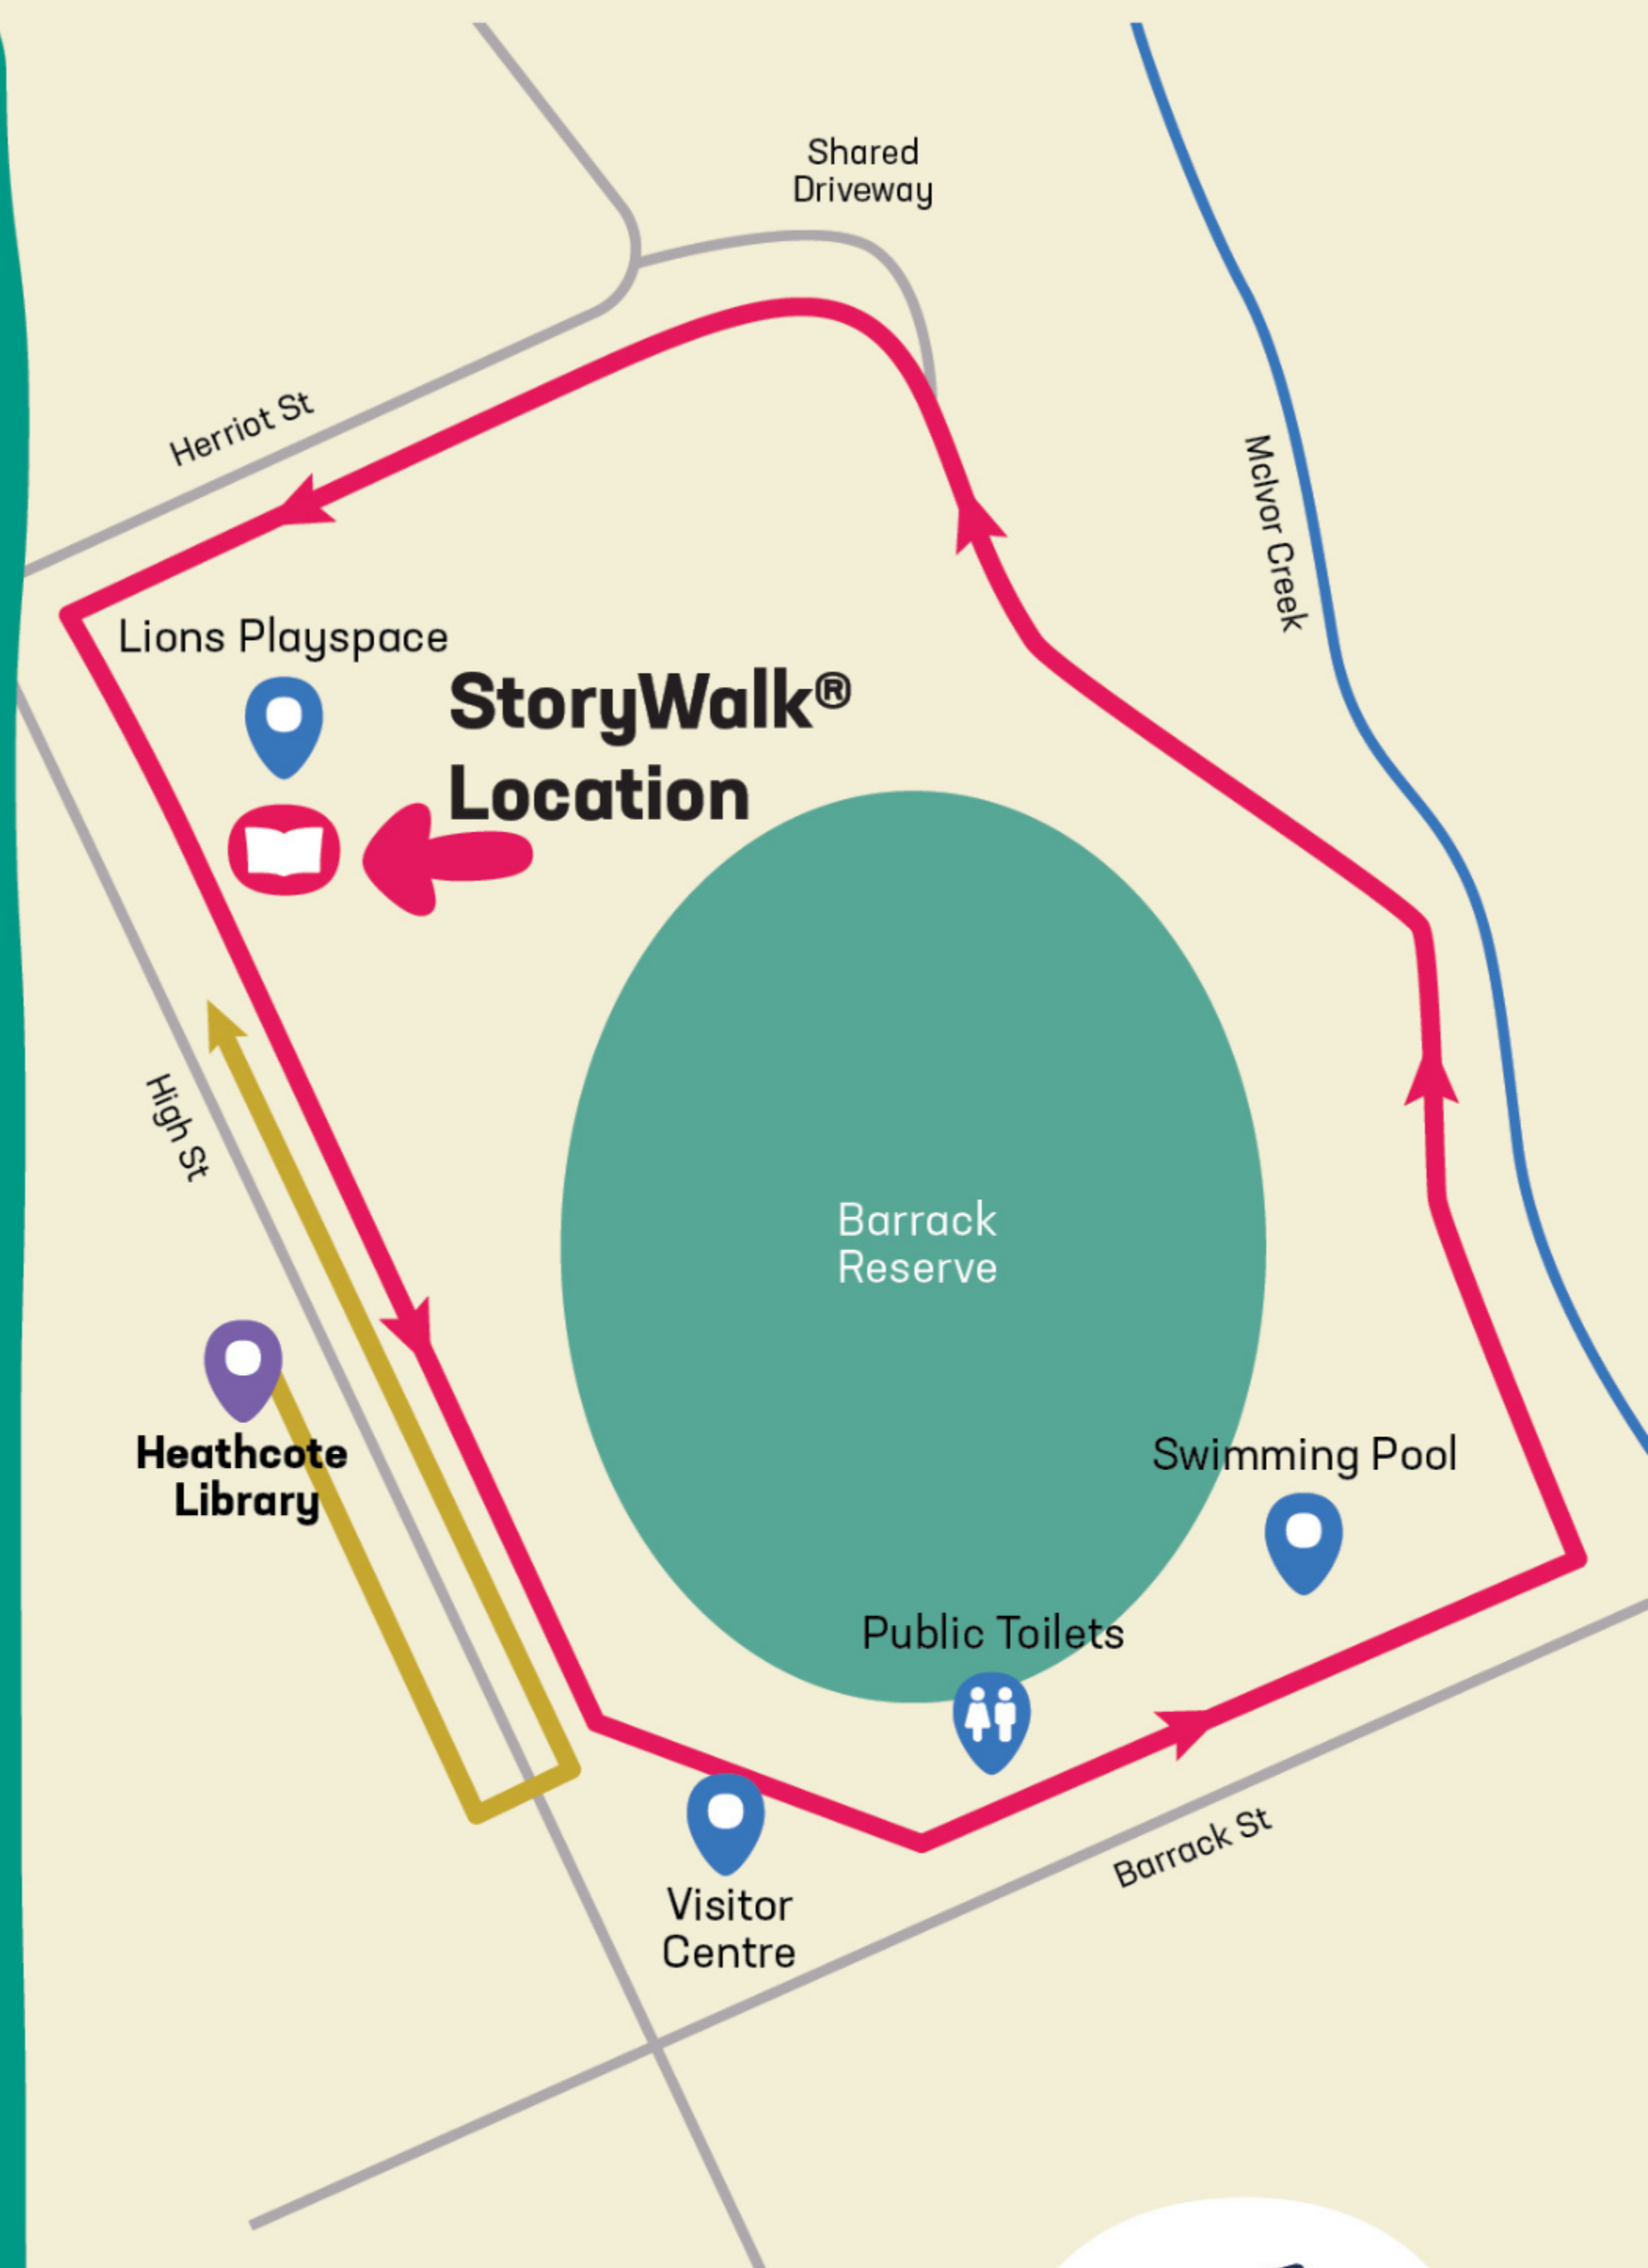 Shared
Driveway
Herriot St
McIvor Creek
Lions Playspace
StoryWalk®
Location
High St
Barrack
Reserve
Heathcote
Library
Swimming Pool
Public Toilets
Barrack St
Visitor
Centre